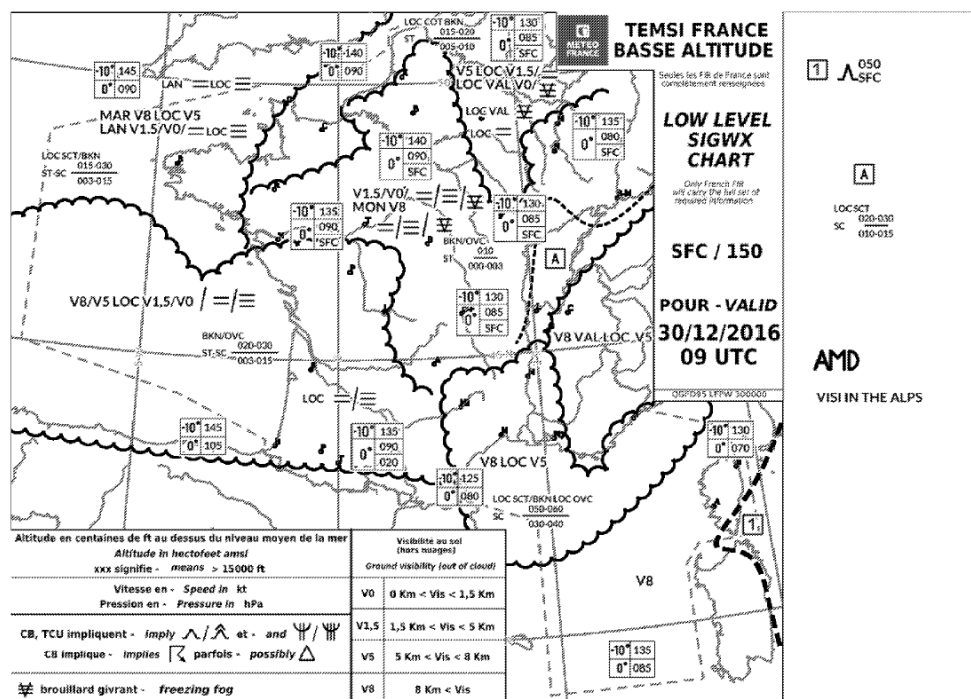 TEMSI FRANCE
BASSE ALTITUDE
METEO
FRANCE
Seules les FIR de France sont
complètement renseignées
LOW LEVEL
SIGWX
CHART
Only French FIR
will carry the full set of
required information
SFC / 150
POUR - VALID
30/12/2016
09 UTC
QGFD85 LFPW 300000
1 050
SFC
A
LOC SCT
SC 020-030
010-015
AMD
VISI IN THE ALPS
LOC COT BKN
ST 015-020
005-010
-10° 130
0° 085
SFC
-10° 140
0° 090
-10° 145
0° 090
LAN LOC
V5 LOC V1.5/
LOC VAL V0/
MAR V8 LOC V5
LAN V1.5/V0/ LOC
LOC VAL
LOC
-10° 135
0° 080
SFC
-10° 140
0° 090
SFC
LOC SCT/BKN
ST-SC 015-030
003-015
V1.5/V0/
MON V8
-10° 130
0° 085
SFC
-10° 135
0° 090
SFC
BKN/OVC
ST 010
000-003
A
V8/V5 LOC V1,5/V0
-10° 130
0° 085
SFC
BKN/OVC
ST-SC 020-030
003-015
V8 VAL LOC V5
LOC
-10° 145
0° 105
-10° 135
0° 090
020
V8 LOC V5
-10° 130
0° 070
-10° 125
0° 080
LOC SCT/BKN LOC OVC
SC 050-060
030-040
1
V8
-10° 135
0° 085
Altitude en centaines de ft au dessus du niveau moyen de la mer
Altitude in hectofeet amsl
xxx signifie - means > 15000 ft
Vitesse en - Speed in kt
Pression en - Pressure in hPa
CB, TCU impliquent - imply / et - and /
CB implique - implies parfois - possibly
brouillard givrant - freezing fog
Visibilité au sol
(hors nuages)
Ground visibility (out of cloud)
V0 0 Km < Vis < 1,5 Km
V1,5 1,5 Km < Vis < 5 Km
V5 5 Km < Vis < 8 Km
V8 8 Km < Vis